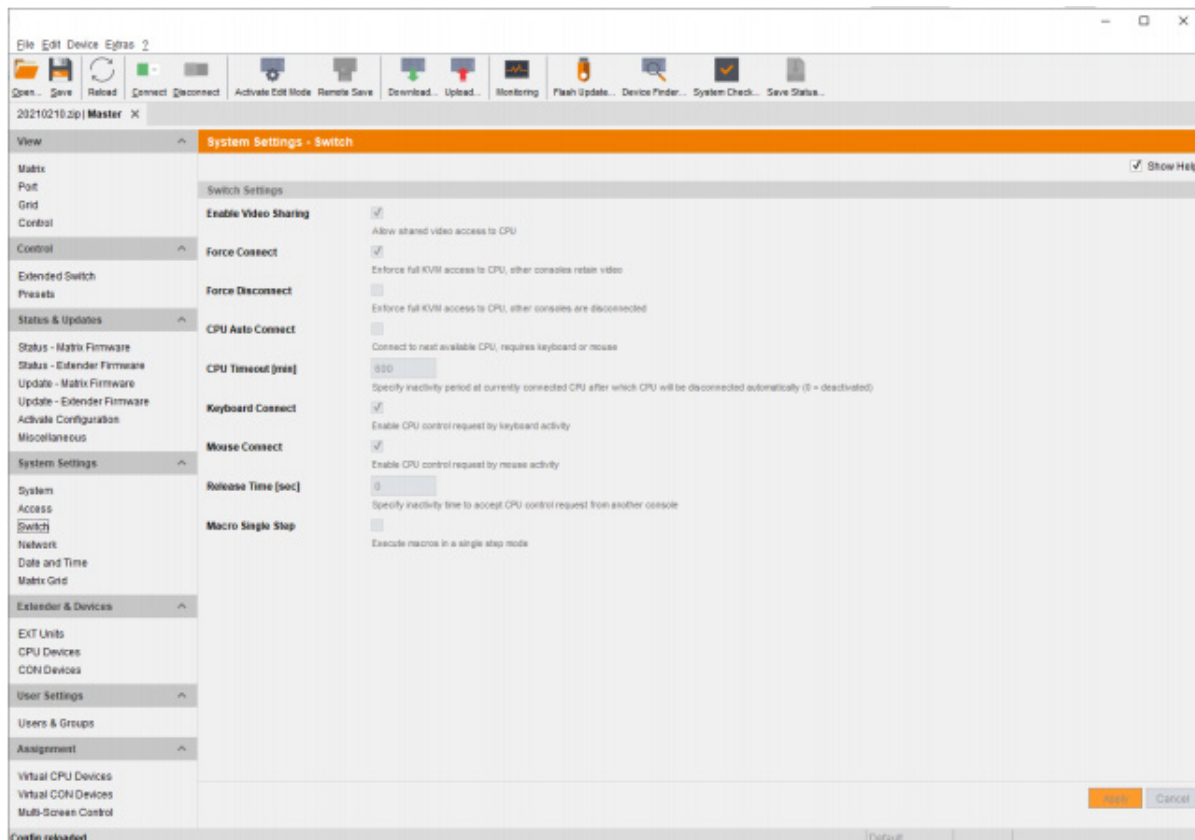 File Edit Device Extras ?
Open... Save Reload Connect Disconnect Activate Edit Mode Remote Save Download... Upload... Monitoring Flash Update... Device Finder... System Check... Save Status...
20210210.zip | Master ×
View
Matrix
Port
Grid
Control
Control
Extended Switch
Presets
Status & Updates
Status - Matrix Firmware
Status - Extender Firmware
Update - Matrix Firmware
Update - Extender Firmware
Activate Configuration
Miscellaneous
System Settings
System
Access
Switch
Network
Date and Time
Matrix Grid
Extender & Devices
EXT Units
CPU Devices
CON Devices
User Settings
Users & Groups
Assignment
Virtual CPU Devices
Virtual CON Devices
Multi-Screen Control
System Settings - Switch
Show Help
Switch Settings
Enable Video Sharing
Allow shared video access to CPU
Force Connect
Enforce full KVM access to CPU, other consoles retain video
Force Disconnect
Enforce full KVM access to CPU, other consoles are disconnected
CPU Auto Connect
Connect to next available CPU, requires keyboard or mouse
CPU Timeout [min]
600
Specify inactivity period at currently connected CPU after which CPU will be disconnected automatically (0 = deactivated)
Keyboard Connect
Enable CPU control request by keyboard activity
Mouse Connect
Enable CPU control request by mouse activity
Release Time [sec]
0
Specify inactivity time to accept CPU control request from another console
Macro Single Step
Execute macros in a single step mode
Apply Cancel
Config reloaded
Default